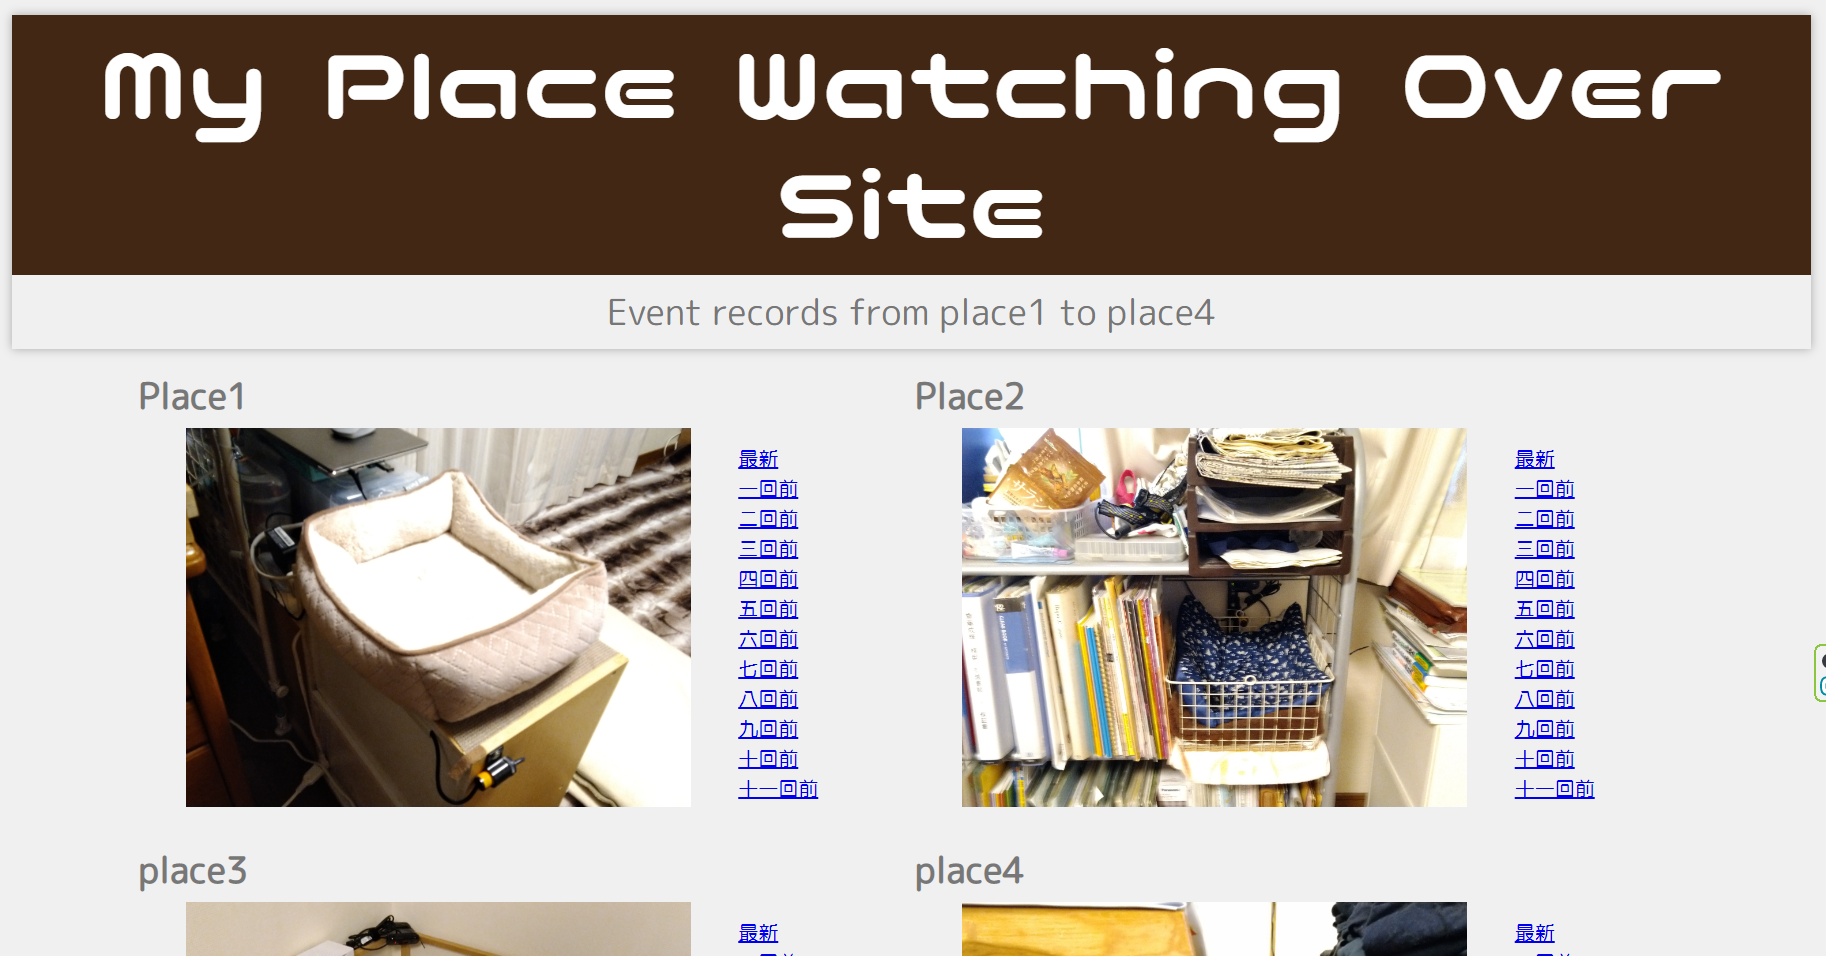 My Place Watching Over
Site
Event records from place1 to place4
Place1
最新
一回前
二回前
三回前
四回前
五回前
六回前
七回前
八回前
九回前
十回前
十一回前
Place2
最新
一回前
二回前
三回前
四回前
五回前
六回前
七回前
八回前
九回前
十回前
十一回前
place3
最新
place4
最新